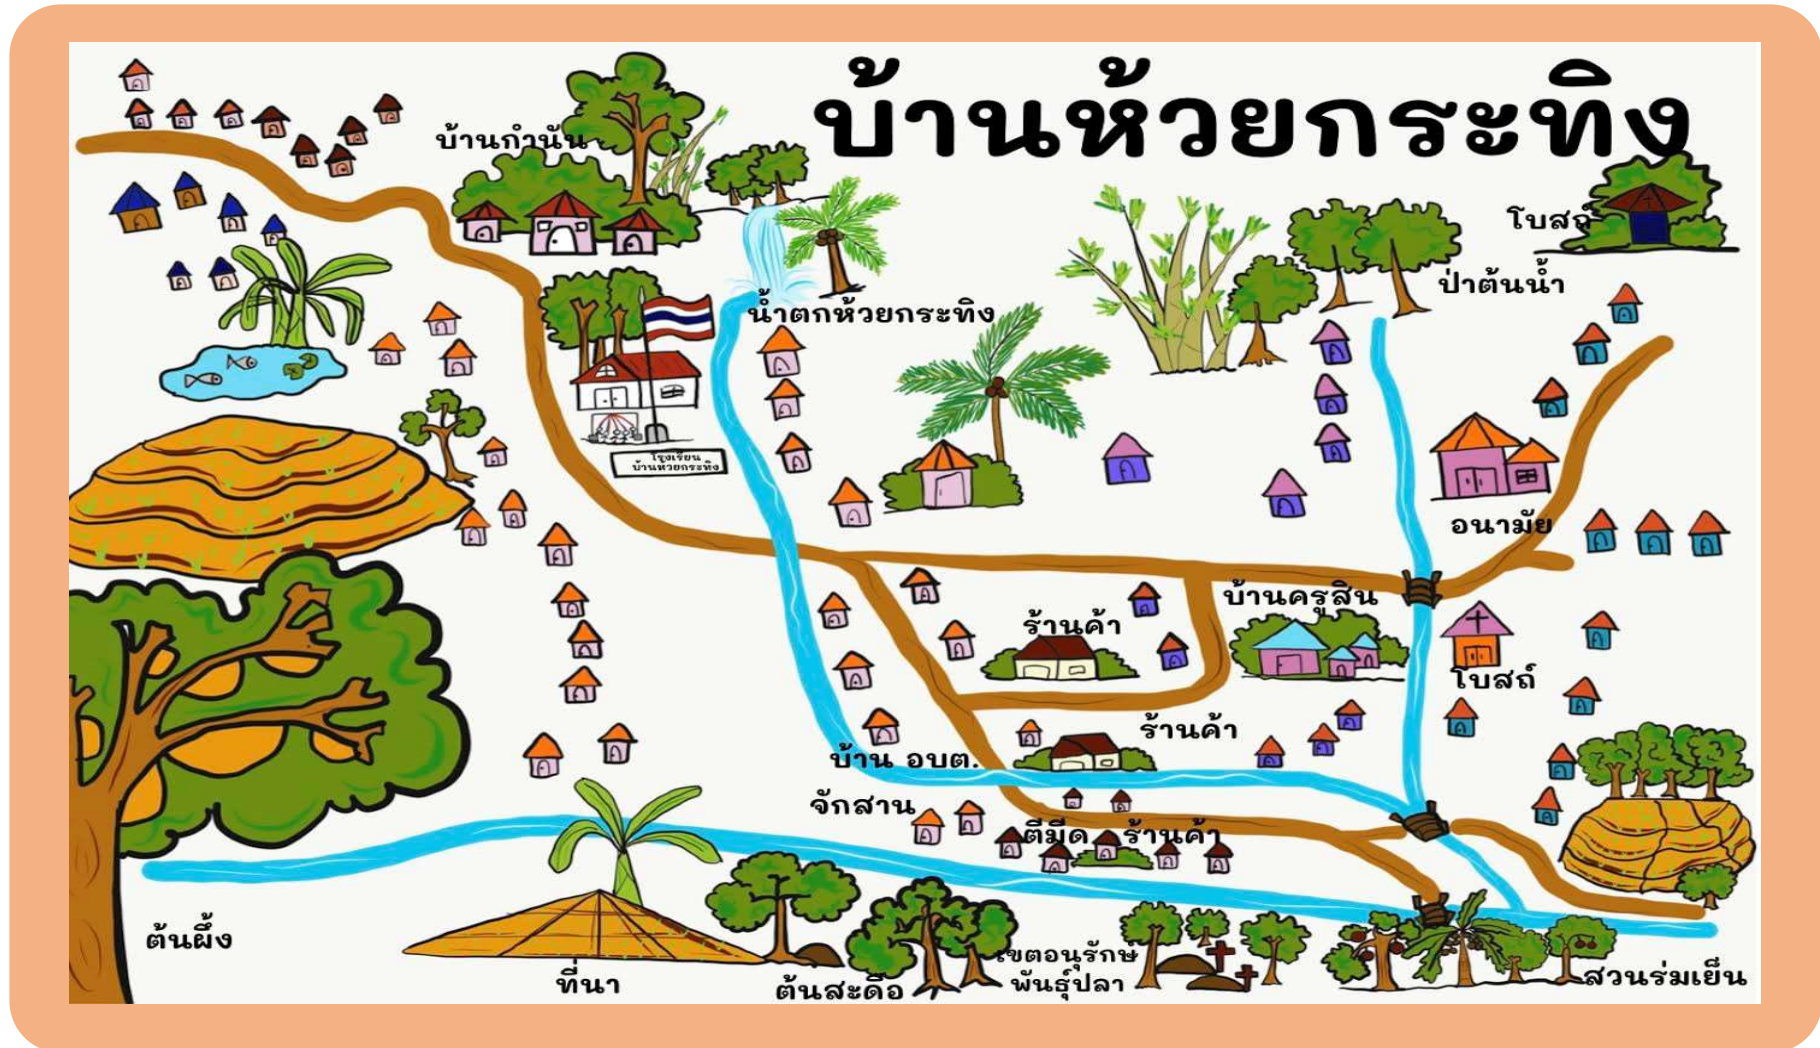 บ้านห้วยกระทิง
บ้านกำนัน
โบสถ์
ป่าต้นน้ำ
น้ำตกห้วยกระทิง
โรงเรียน
บ้านห้วยกระทิง
อนามัย
บ้านครูสิน
ร้านค้า
โบสถ์
ร้านค้า
บ้าน อบต.
จักสาน
ตีมีด
ร้านค้า
ต้นผึ้ง
ที่นา
ต้นสะดือ
เขตอนุรักษ์
พันธุ์ปลา
สวนร่มเย็น